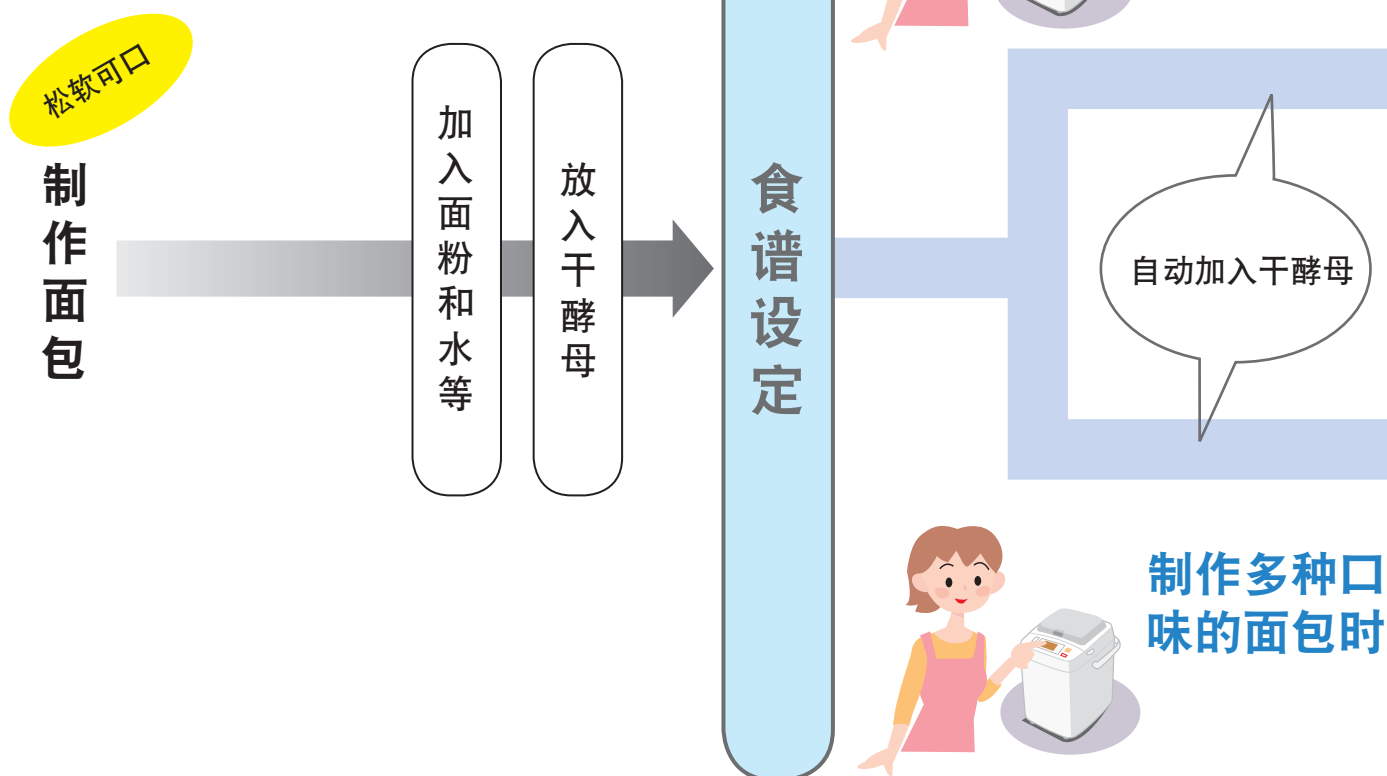 松软可口
制作面包
加入面粉和水等
放入干酵母
食谱设定
自动加入干酵母
制作多种口
味的面包时